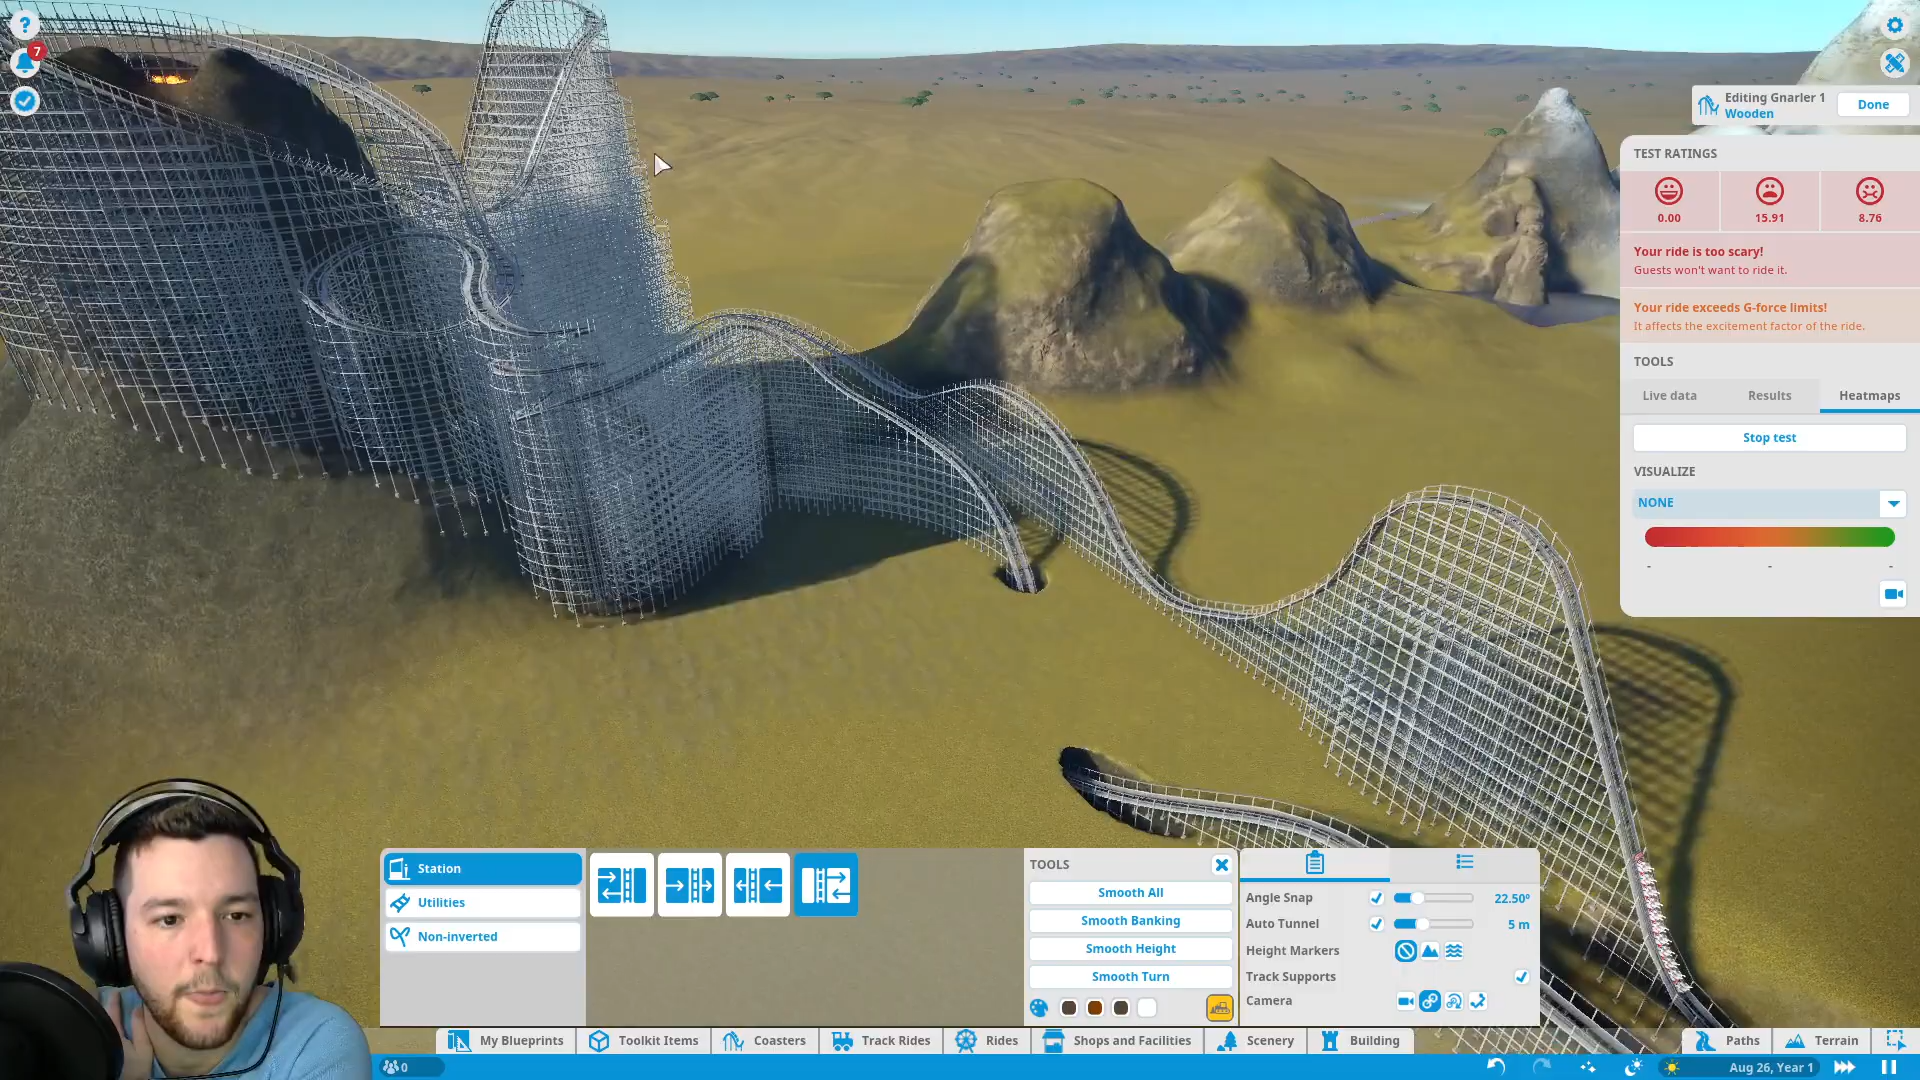 ?
7
Editing Gnarler 1
Wooden
Done
TEST RATINGS
0.00
15.91
8.76
Your ride is too scary!
Guests won't want to ride it.
Your ride exceeds G-force limits!
It affects the excitement factor of the ride.
TOOLS
Live data
Results
Heatmaps
Stop test
VISUALIZE
NONE
-
-
-
Station
Utilities
Non-inverted
TOOLS
Smooth All
Smooth Banking
Smooth Height
Smooth Turn
Angle Snap
22.50°
Auto Tunnel
5 m
Height Markers
Track Supports
Camera
My Blueprints
Toolkit Items
Coasters
Track Rides
Rides
Shops and Facilities
Scenery
Building
Paths
Terrain
0
Aug 26, Year 1